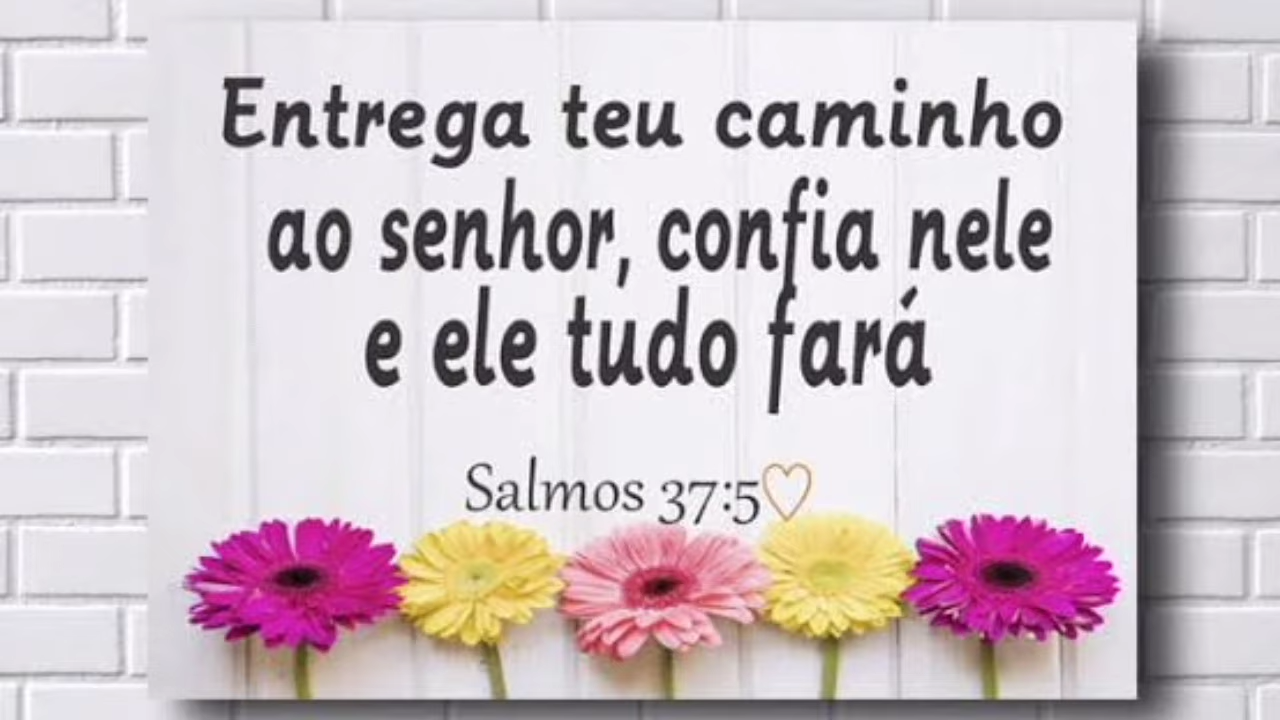 Entrega teu caminho
ao senhor, confia nele
e ele tudo fará
Salmos 37:5♡